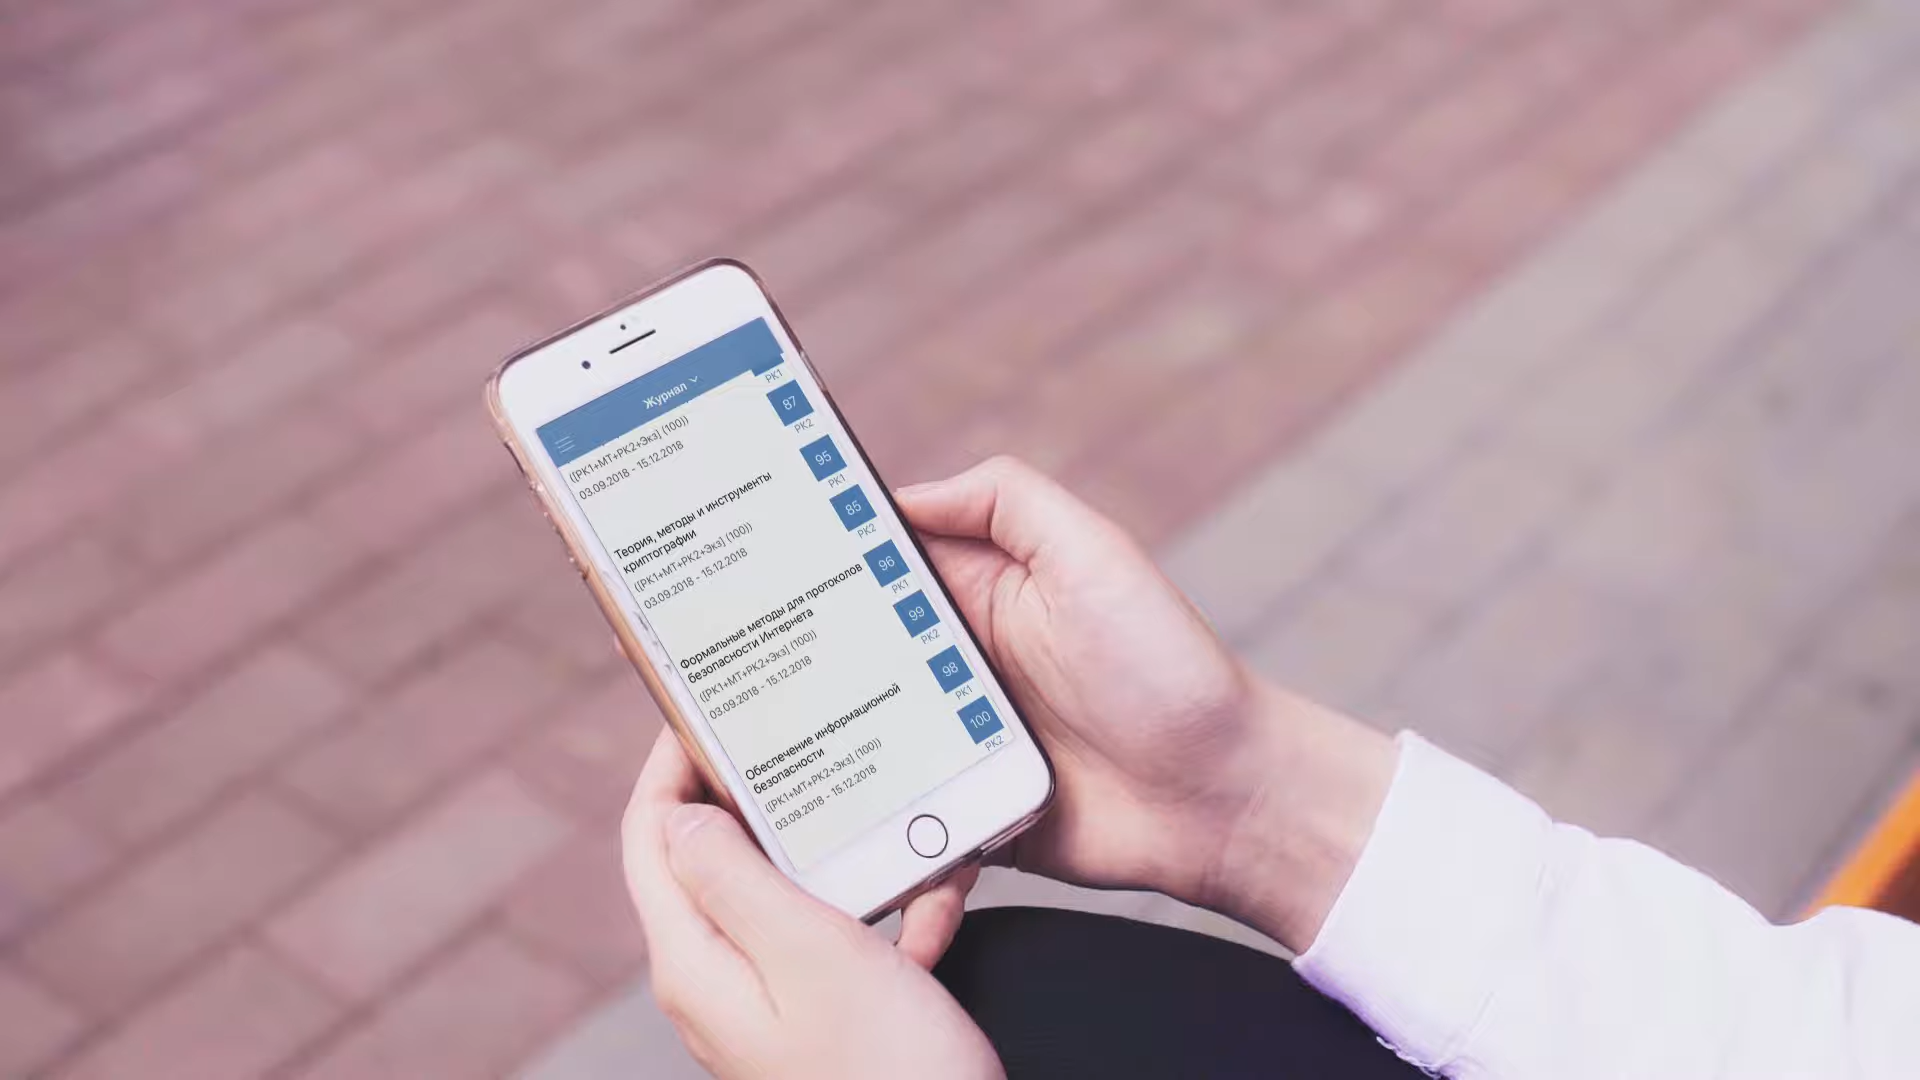 Журнал
([РК1+МТ+РК2+Экз] (100))
03.09.2018 - 15.12.2018
РК1
87
РК2
Теория, методы и инструменты
криптографии
([РК1+МТ+РК2+Экз] (100))
03.09.2018 - 15.12.2018
95
РК1
85
РК2
Формальные методы для протоколов
безопасности Интернета
([РК1+МТ+РК2+Экз] (100))
03.09.2018 - 15.12.2018
96
РК1
99
РК2
Обеспечение информационной
безопасности
([РК1+МТ+РК2+Экз] (100))
03.09.2018 - 15.12.2018
98
РК1
100
РК2